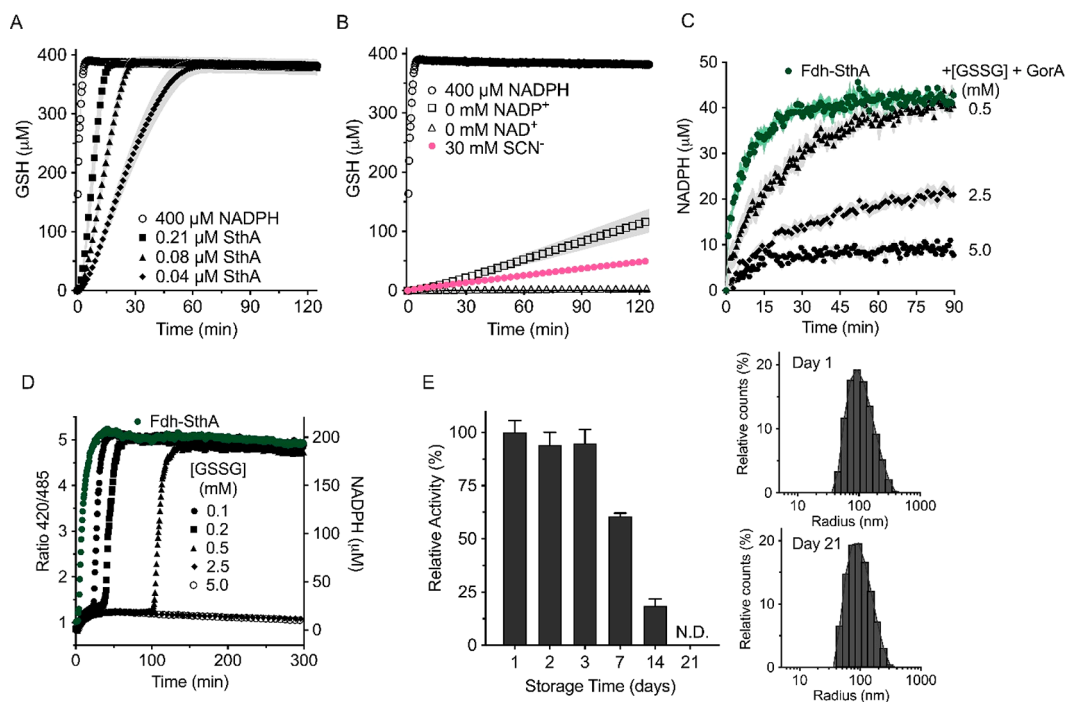 A
400
300
200
100
0
GSH (µM)
400 µM NADPH
0.21 µM SthA
0.08 µM SthA
0.04 µM SthA
0 30 60 90 120
Time (min)
B
400
300
200
100
0
GSH (µM)
400 µM NADPH
0 mM NADP⁺
0 mM NAD⁺
30 mM SCN⁻
0 30 60 90 120
Time (min)
C
Fdh-SthA
+[GSSG] + GorA
(mM)
50
40
30
20
10
0
NADPH (µM)
0.5
2.5
5.0
0 15 30 45 60 75 90
Time (min)
D
Fdh-SthA
5
4
3
2
1
Ratio 420/485
[GSSG]
(mM)
0.1
0.2
0.5
2.5
5.0
200
150
100
50
0
NADPH (µM)
0 100 200 300
Time (min)
E
100
75
50
25
0
Relative Activity (%)
N.D.
1 2 3 7 14 21
Storage Time (days)
Day 1
20
10
0
Relative counts (%)
10 100 1000
Radius (nm)
Day 21
20
10
0
Relative counts (%)
10 100 1000
Radius (nm)